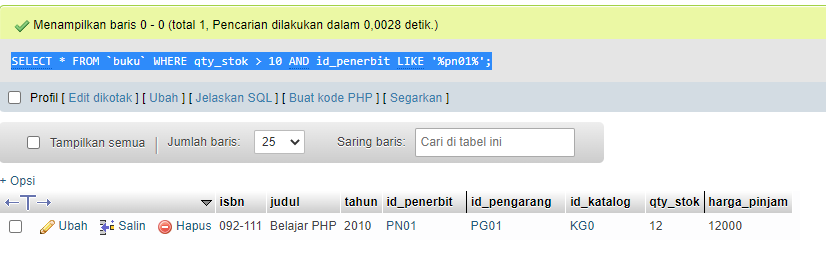 Menampilkan baris 0 - 0 (total 1, Pencarian dilakukan dalam 0,0028 detik.)
SELECT * FROM `buku` WHERE qty_stok > 10 AND id_penerbit LIKE '%pn01%';
Profil [ Edit dikotak ] [ Ubah ] [ Jelaskan SQL ] [ Buat kode PHP ] [ Segarkan ]
Tampilkan semua | Jumlah baris: 25 Saring baris: Cari di tabel ini
+ Opsi
←T→ isbn judul tahun id_penerbit id_pengarang id_katalog qty_stok harga_pinjam
Ubah Salin Hapus 092-111 Belajar PHP 2010 PN01 PG01 KG0 12 12000